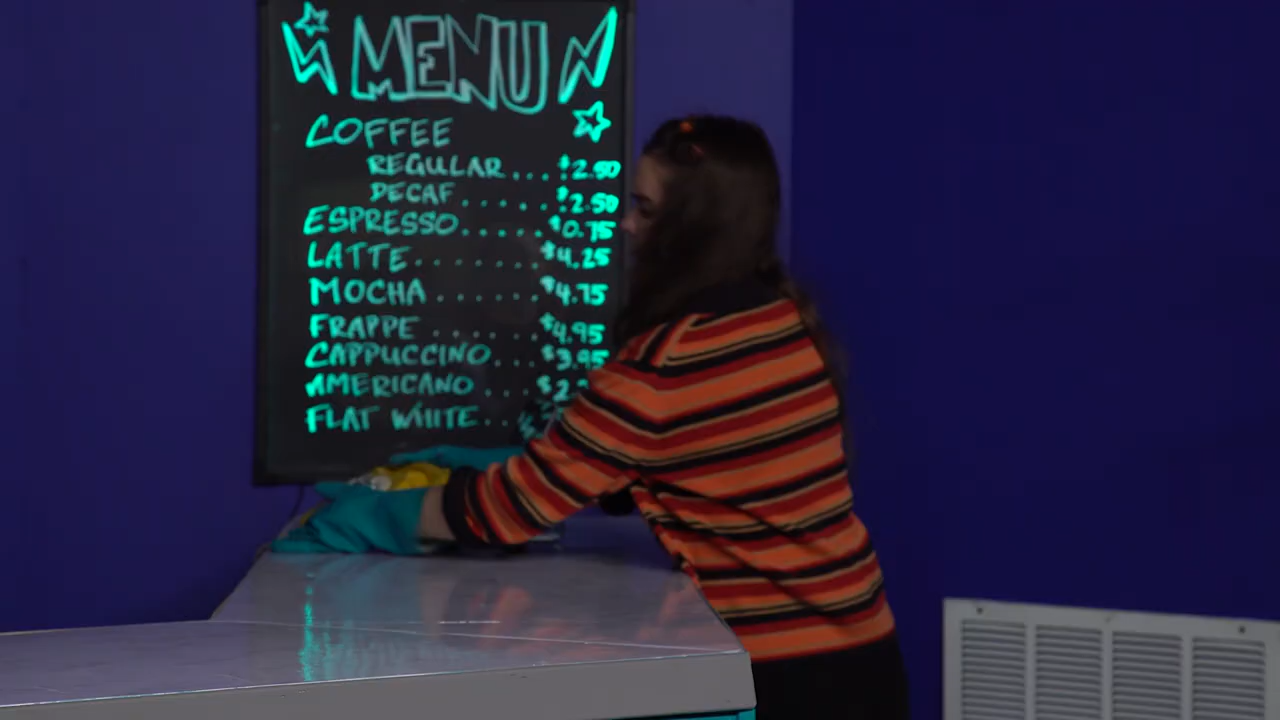 MENU
COFFEE
REGULAR... $2.50
DECAF..... $2.50
ESPRESSO..... $0.75
LATTE....... $4.25
MOCHA...... $4.75
FRAPPE ..... $4.95
CAPPUCCINO... $3.95
AMERICANO ...
FLAT WHITE..